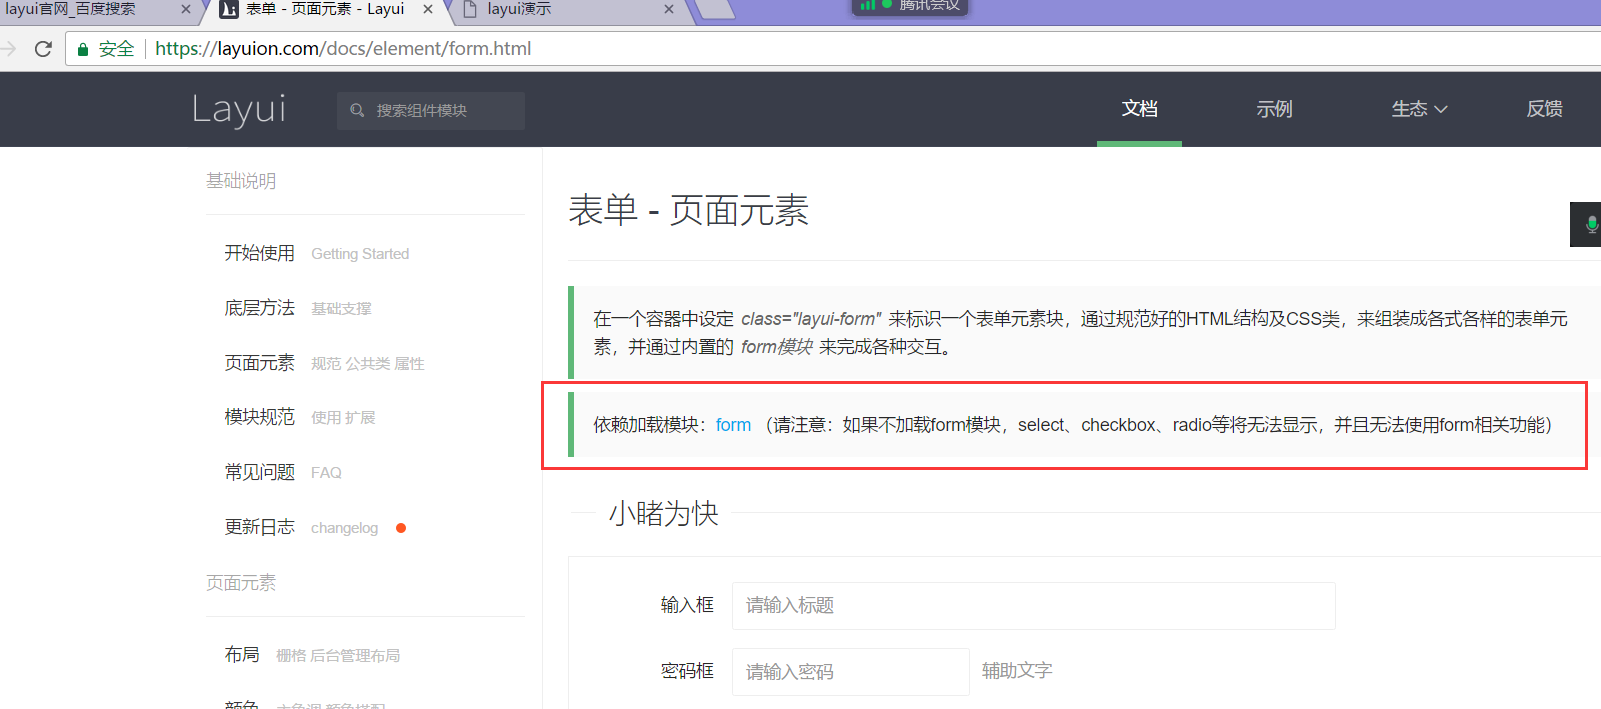 layui官网_百度搜索
表单 - 页面元素 - Layui
layui演示
腾讯会议
安全
https://layuion.com/docs/element/form.html
Layui
搜索组件模块
文档
示例
生态
反馈
基础说明
开始使用 Getting Started
底层方法 基础支撑
页面元素 规范 公共类 属性
模块规范 使用 扩展
常见问题 FAQ
更新日志 changelog
页面元素
布局 栅格 后台管理布局
颜色 主色调 颜色搭配
表单 - 页面元素
在一个容器中设定 class="layui-form" 来标识一个表单元素块，通过规范好的HTML结构及CSS类，来组装成各式各样的表单元
素，并通过内置的 form模块 来完成各种交互。
依赖加载模块：form （请注意：如果不加载form模块，select、checkbox、radio等将无法显示，并且无法使用form相关功能）
小睹为快
输入框 请输入标题
密码框 请输入密码 辅助文字